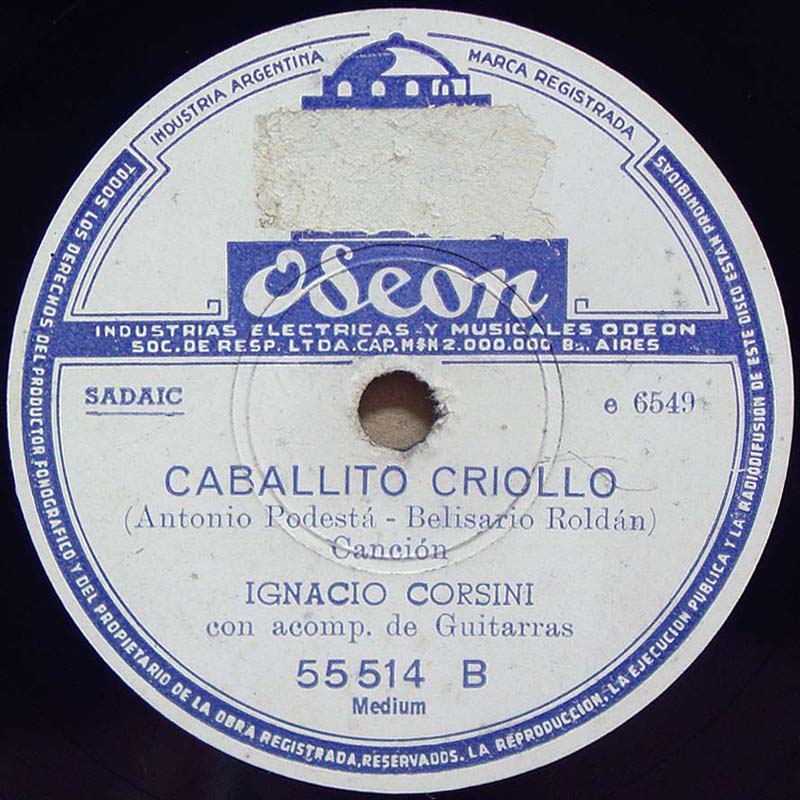 INDUSTRIA ARGENTINA
MARCA REGISTRADA
Odeon
INDUSTRIAS ELECTRICAS Y MUSICALES ODEON
SOC. DE RESP. LTDA. CAP. M$N 2.000.000 Bs. AIRES
SADAIC
e 6549
CABALLITO CRIOLLO
(Antonio Podestá - Belisario Roldán)
Canción
IGNACIO CORSINI
con acomp. de Guitarras
55514 B
Medium
TODOS LOS DERECHOS DEL PRODUCTOR FONOGRAFICO Y DEL PROPIETARIO DE LA OBRA REGISTRADA, RESERVADOS. LA REPRODUCCION, LA EJECUCION PUBLICA Y LA RADIODIFUSION DE ESTE DISCO ESTAN PROHIBIDAS